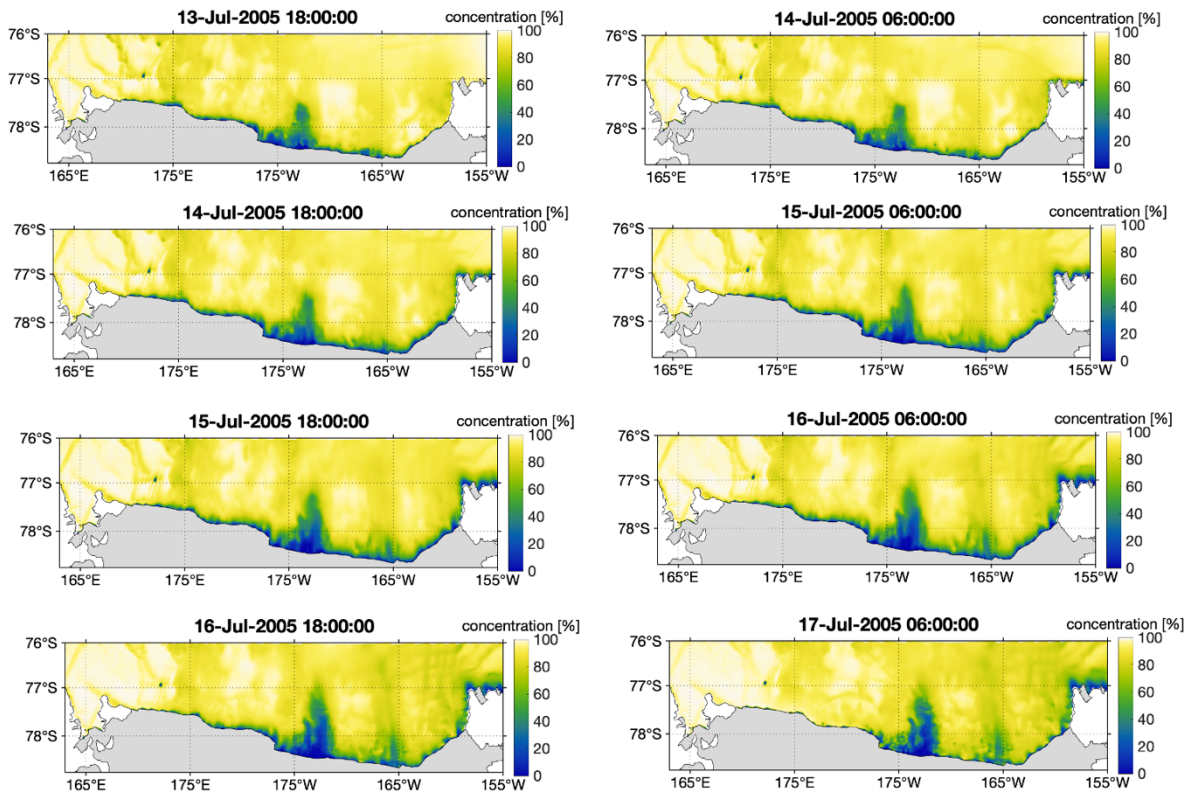 13-Jul-2005 18:00:00 concentration [%]
76°S
77°S
78°S
165°E 175°E 175°W 165°W 155°W
100
80
60
40
20
0
14-Jul-2005 06:00:00 concentration [%]
76°S
77°S
78°S
165°E 175°E 175°W 165°W 155°W
100
80
60
40
20
0
14-Jul-2005 18:00:00 concentration [%]
76°S
77°S
78°S
165°E 175°E 175°W 165°W 155°W
100
80
60
40
20
0
15-Jul-2005 06:00:00 concentration [%]
76°S
77°S
78°S
165°E 175°E 175°W 165°W 155°W
100
80
60
40
20
0
15-Jul-2005 18:00:00 concentration [%]
76°S
77°S
78°S
165°E 175°E 175°W 165°W 155°W
100
80
60
40
20
0
16-Jul-2005 06:00:00 concentration [%]
76°S
77°S
78°S
165°E 175°E 175°W 165°W 155°W
100
80
60
40
20
0
16-Jul-2005 18:00:00 concentration [%]
76°S
77°S
78°S
165°E 175°E 175°W 165°W 155°W
100
80
60
40
20
0
17-Jul-2005 06:00:00 concentration [%]
76°S
77°S
78°S
165°E 175°E 175°W 165°W 155°W
100
80
60
40
20
0